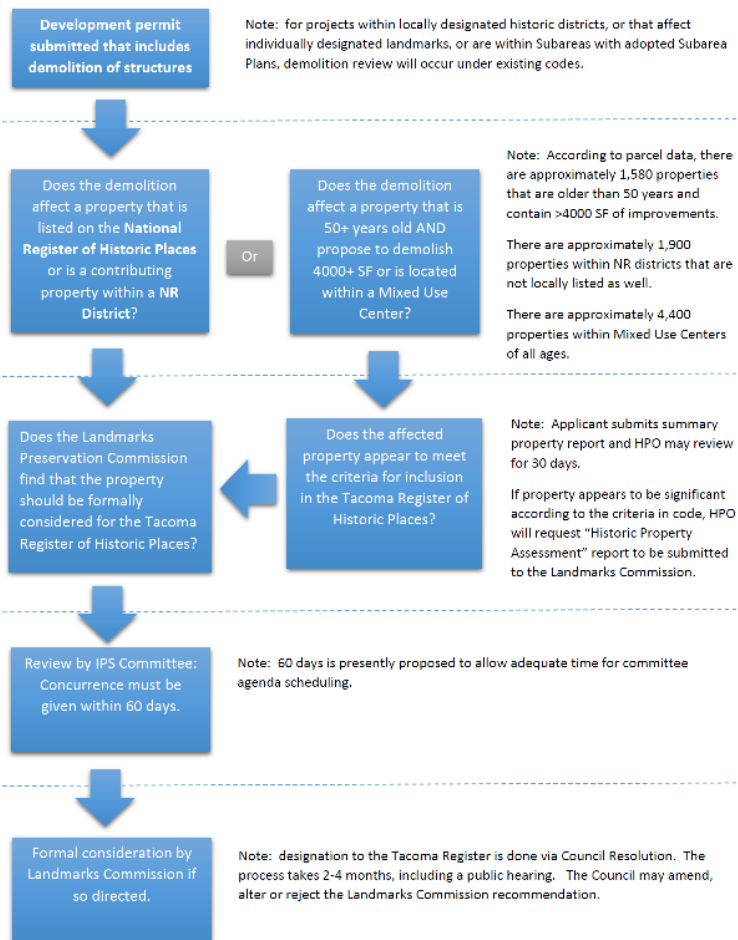 Development permit
submitted that includes
demolition of structures
Note: for projects within locally designated historic districts, or that affect
individually designated landmarks, or are within Subareas with adopted Subarea
Plans, demolition review will occur under existing codes.
Does the demolition
affect a property that is
listed on the National
Register of Historic Places
or is a contributing
property within a NR
District?
Or
Does the demolition
affect a property that is
50+ years old AND
propose to demolish
4000+ SF or is located
within a Mixed Use
Center?
Note: According to parcel data, there
are approximately 1,580 properties
that are older than 50 years and
contain >4000 SF of improvements.
There are approximately 1,900
properties within NR districts that are
not locally listed as well.
There are approximately 4,400
properties within Mixed Use Centers
of all ages.
Does the Landmarks
Preservation Commission
find that the property
should be formally
considered for the Tacoma
Register of Historic Places?
Does the affected
property appear to meet
the criteria for inclusion
in the Tacoma Register of
Historic Places?
Note: Applicant submits summary
property report and HPO may review
for 30 days.
If property appears to be significant
according to the criteria in code, HPO
will request "Historic Property
Assessment" report to be submitted
to the Landmarks Commission.
Review by IPS Committee:
Concurrence must be
given within 60 days.
Note: 60 days is presently proposed to allow adequate time for committee
agenda scheduling.
Formal consideration by
Landmarks Commission if
so directed.
Note: designation to the Tacoma Register is done via Council Resolution. The
process takes 2-4 months, including a public hearing. The Council may amend,
alter or reject the Landmarks Commission recommendation.